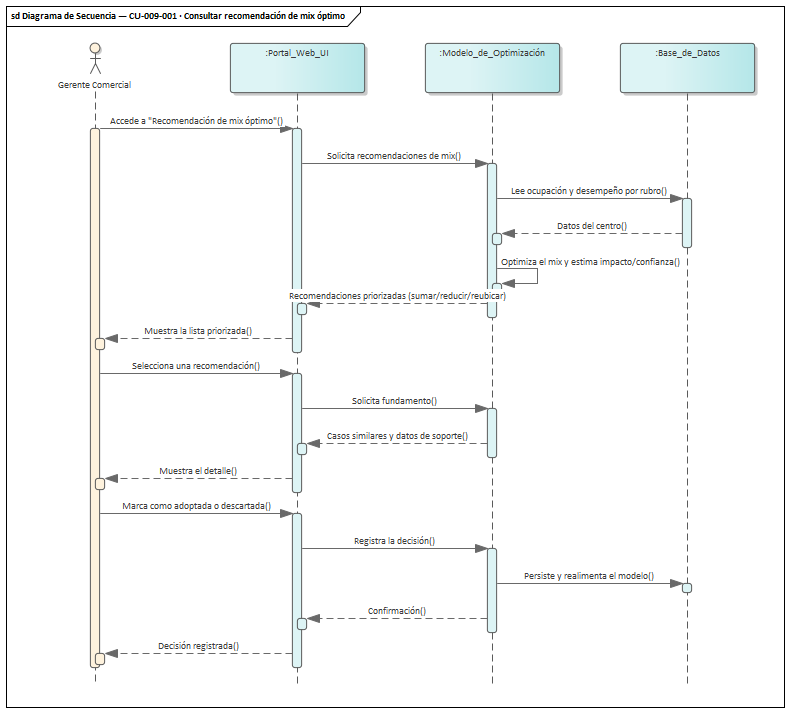 sd Diagrama de Secuencia — CU-009-001 · Consultar recomendación de mix óptimo
Gerente Comercial
:Portal_Web_UI
:Modelo_de_Optimización
:Base_de_Datos
Accede a "Recomendación de mix óptimo"()
Solicita recomendaciones de mix()
Lee ocupación y desempeño por rubro()
Datos del centro()
Optimiza el mix y estima impacto/confianza()
Recomendaciones priorizadas (sumar/reducir/reubicar)
Muestra la lista priorizada()
Selecciona una recomendación()
Solicita fundamento()
Casos similares y datos de soporte()
Muestra el detalle()
Marca como adoptada o descartada()
Registra la decisión()
Persiste y realimenta el modelo()
Confirmación()
Decisión registrada()